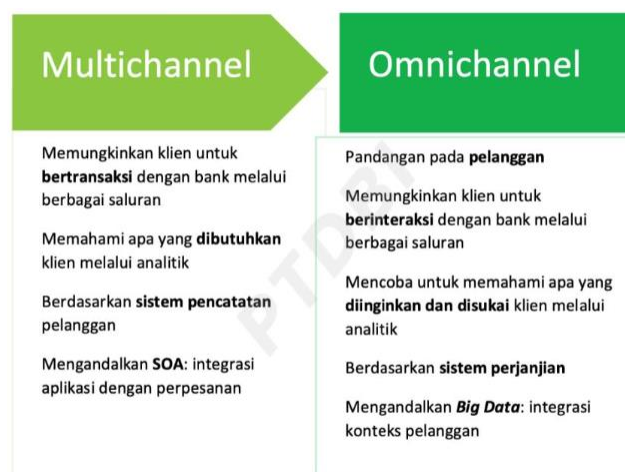 Multichannel
Memungkinkan klien untuk
bertransaksi dengan bank melalui
berbagai saluran
Memahami apa yang dibutuhkan
klien melalui analitik
Berdasarkan sistem pencatatan
pelanggan
Mengandalkan SOA: integrasi
aplikasi dengan perpesanan
Omnichannel
Pandangan pada pelanggan
Memungkinkan klien untuk
berinteraksi dengan bank melalui
berbagai saluran
Mencoba untuk memahami apa yang
diinginkan dan disukai klien melalui
analitik
Berdasarkan sistem perjanjian
Mengandalkan Big Data: integrasi
konteks pelanggan
PTDBI